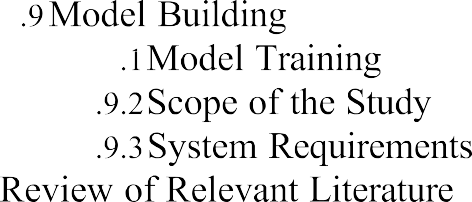 .9 Model Building
.1 Model Training
.9.2 Scope of the Study
.9.3 System Requirements
Review of Relevant Literature